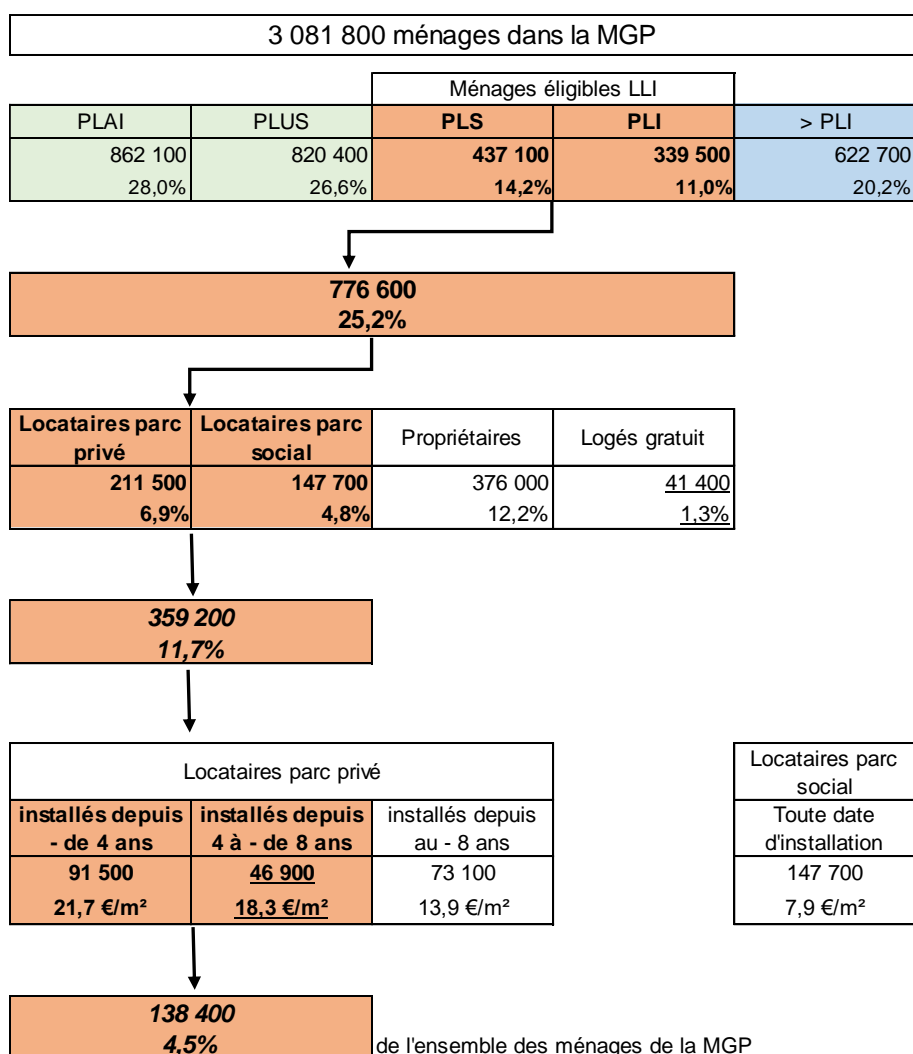 3 081 800 ménages dans la MGP
Ménages éligibles LLI
PLAI PLUS PLS PLI > PLI
862 100 820 400 437 100 339 500 622 700
28,0% 26,6% 14,2% 11,0% 20,2%
776 600
25,2%
Locataires parc privé Locataires parc social Propriétaires Logés gratuit
211 500 147 700 376 000 41 400
6,9% 4,8% 12,2% 1,3%
359 200
11,7%
Locataires parc privé
installés depuis - de 4 ans installés depuis 4 à - de 8 ans installés depuis au - 8 ans
91 500 46 900 73 100
21,7 €/m² 18,3 €/m² 13,9 €/m²
Locataires parc social
Toute date d'installation
147 700
7,9 €/m²
138 400
4,5% de l'ensemble des ménages de la MGP